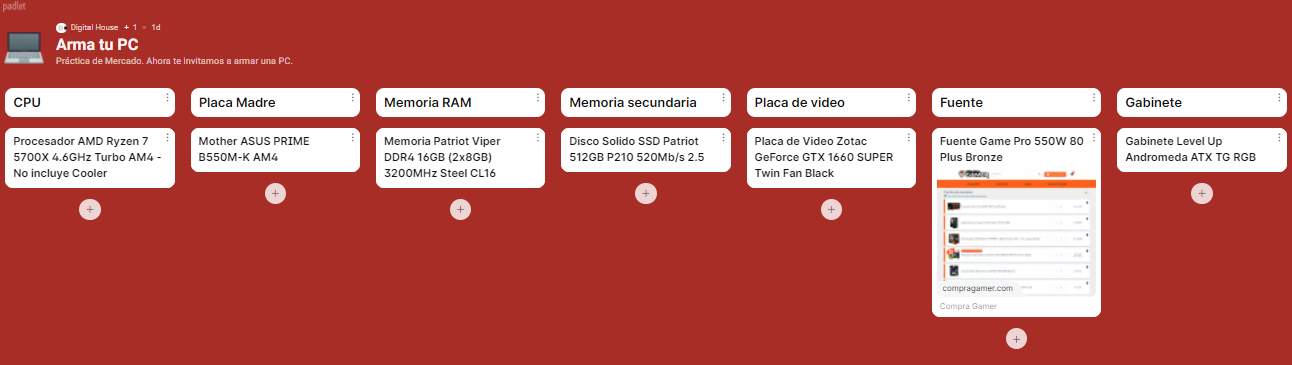 padlet
Digital House + 1 • 1d
Arma tu PC
Práctica de Mercado. Ahora te invitamos a armar una PC.
CPU
Procesador AMD Ryzen 7
5700X 4.6GHz Turbo AM4 -
No incluye Cooler
Placa Madre
Mother ASUS PRIME
B550M-K AM4
Memoria RAM
Memoria Patriot Viper
DDR4 16GB (2x8GB)
3200MHz Steel CL16
Memoria secundaria
Disco Solido SSD Patriot
512GB P210 520Mb/s 2.5
Placa de video
Placa de Video Zotac
GeForce GTX 1660 SUPER
Twin Fan Black
Fuente
Fuente Game Pro 550W 80
Plus Bronze
compragamer.com
Compra Gamer
Gabinete
Gabinete Level Up
Andromeda ATX TG RGB